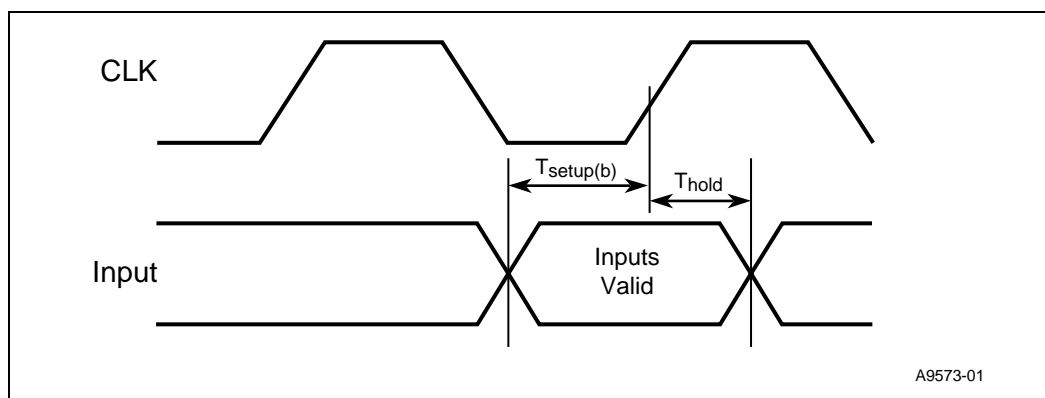 CLK
Tsetup(b)
Thold
Input
Inputs
Valid
A9573-01